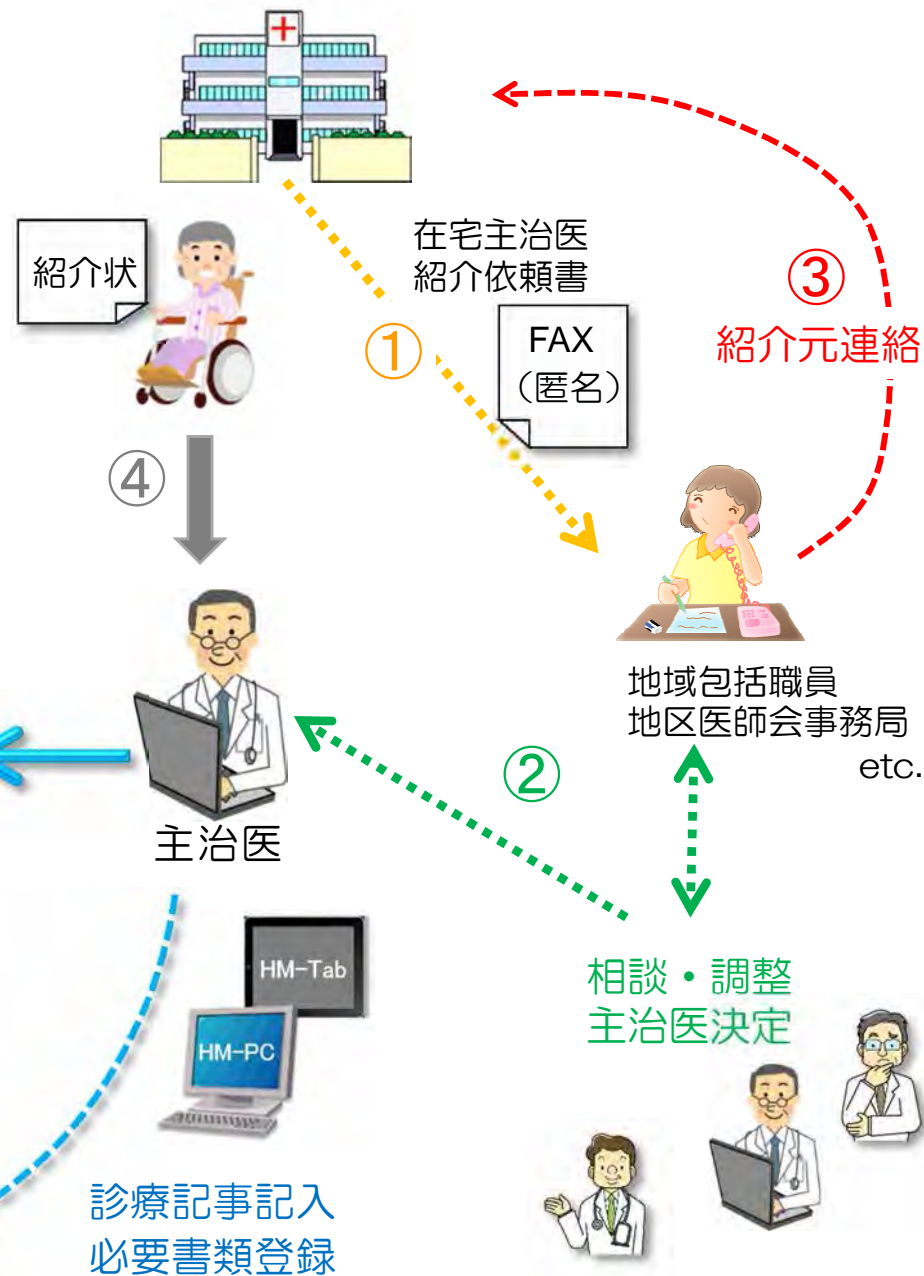 紹介状
在宅主治医
紹介依頼書
①
FAX
（匿名）
③
紹介元連絡
④
地域包括職員
地区医師会事務局
etc.
②
主治医
HM-Tab
HM-PC
相談・調整
主治医決定
診療記事記入
必要書類登録